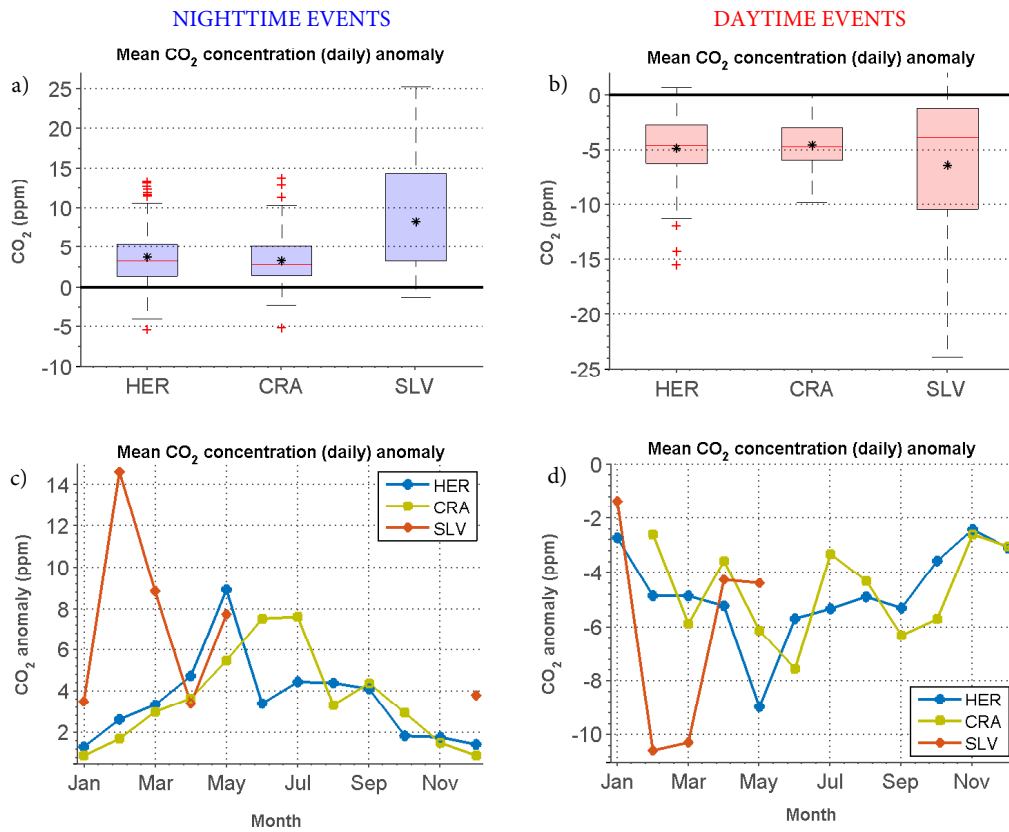 NIGHTTIME EVENTS
DAYTIME EVENTS
a)
Mean CO₂ concentration (daily) anomaly
CO₂ (ppm)
25
20
15
10
5
0
-5
-10
HER CRA SLV
b)
Mean CO₂ concentration (daily) anomaly
CO₂ (ppm)
0
-5
-10
-15
-20
-25
HER CRA SLV
c)
Mean CO₂ concentration (daily) anomaly
CO₂ anomaly (ppm)
14
12
10
8
6
4
2
HER
CRA
SLV
Jan Mar May Jul Sep Nov
Month
d)
Mean CO₂ concentration (daily) anomaly
CO₂ anomaly (ppm)
0
-2
-4
-6
-8
-10
HER
CRA
SLV
Jan Mar May Jul Sep Nov
Month